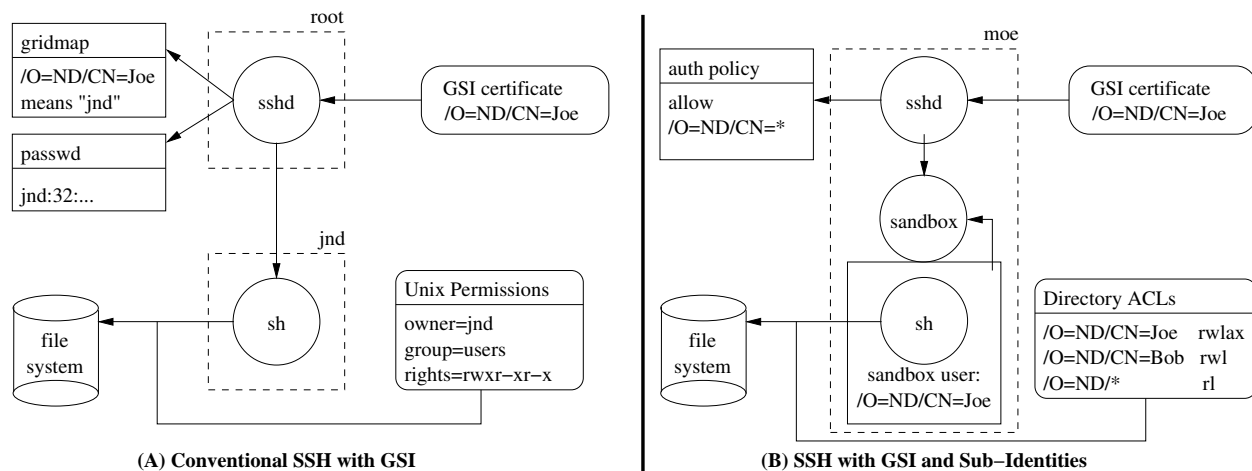 root
gridmap
/O=ND/CN=Joe
means "jnd"
sshd
GSI certificate
/O=ND/CN=Joe
passwd
jnd:32:...
jnd
sh
file
system
Unix Permissions
owner=jnd
group=users
rights=rwxr−xr−x
(A) Conventional SSH with GSI
moe
auth policy
allow
/O=ND/CN=*
sshd
GSI certificate
/O=ND/CN=Joe
sandbox
sh
sandbox user:
/O=ND/CN=Joe
file
system
Directory ACLs
/O=ND/CN=Joe rwlax
/O=ND/CN=Bob rwl
/O=ND/* rl
(B) SSH with GSI and Sub−Identities